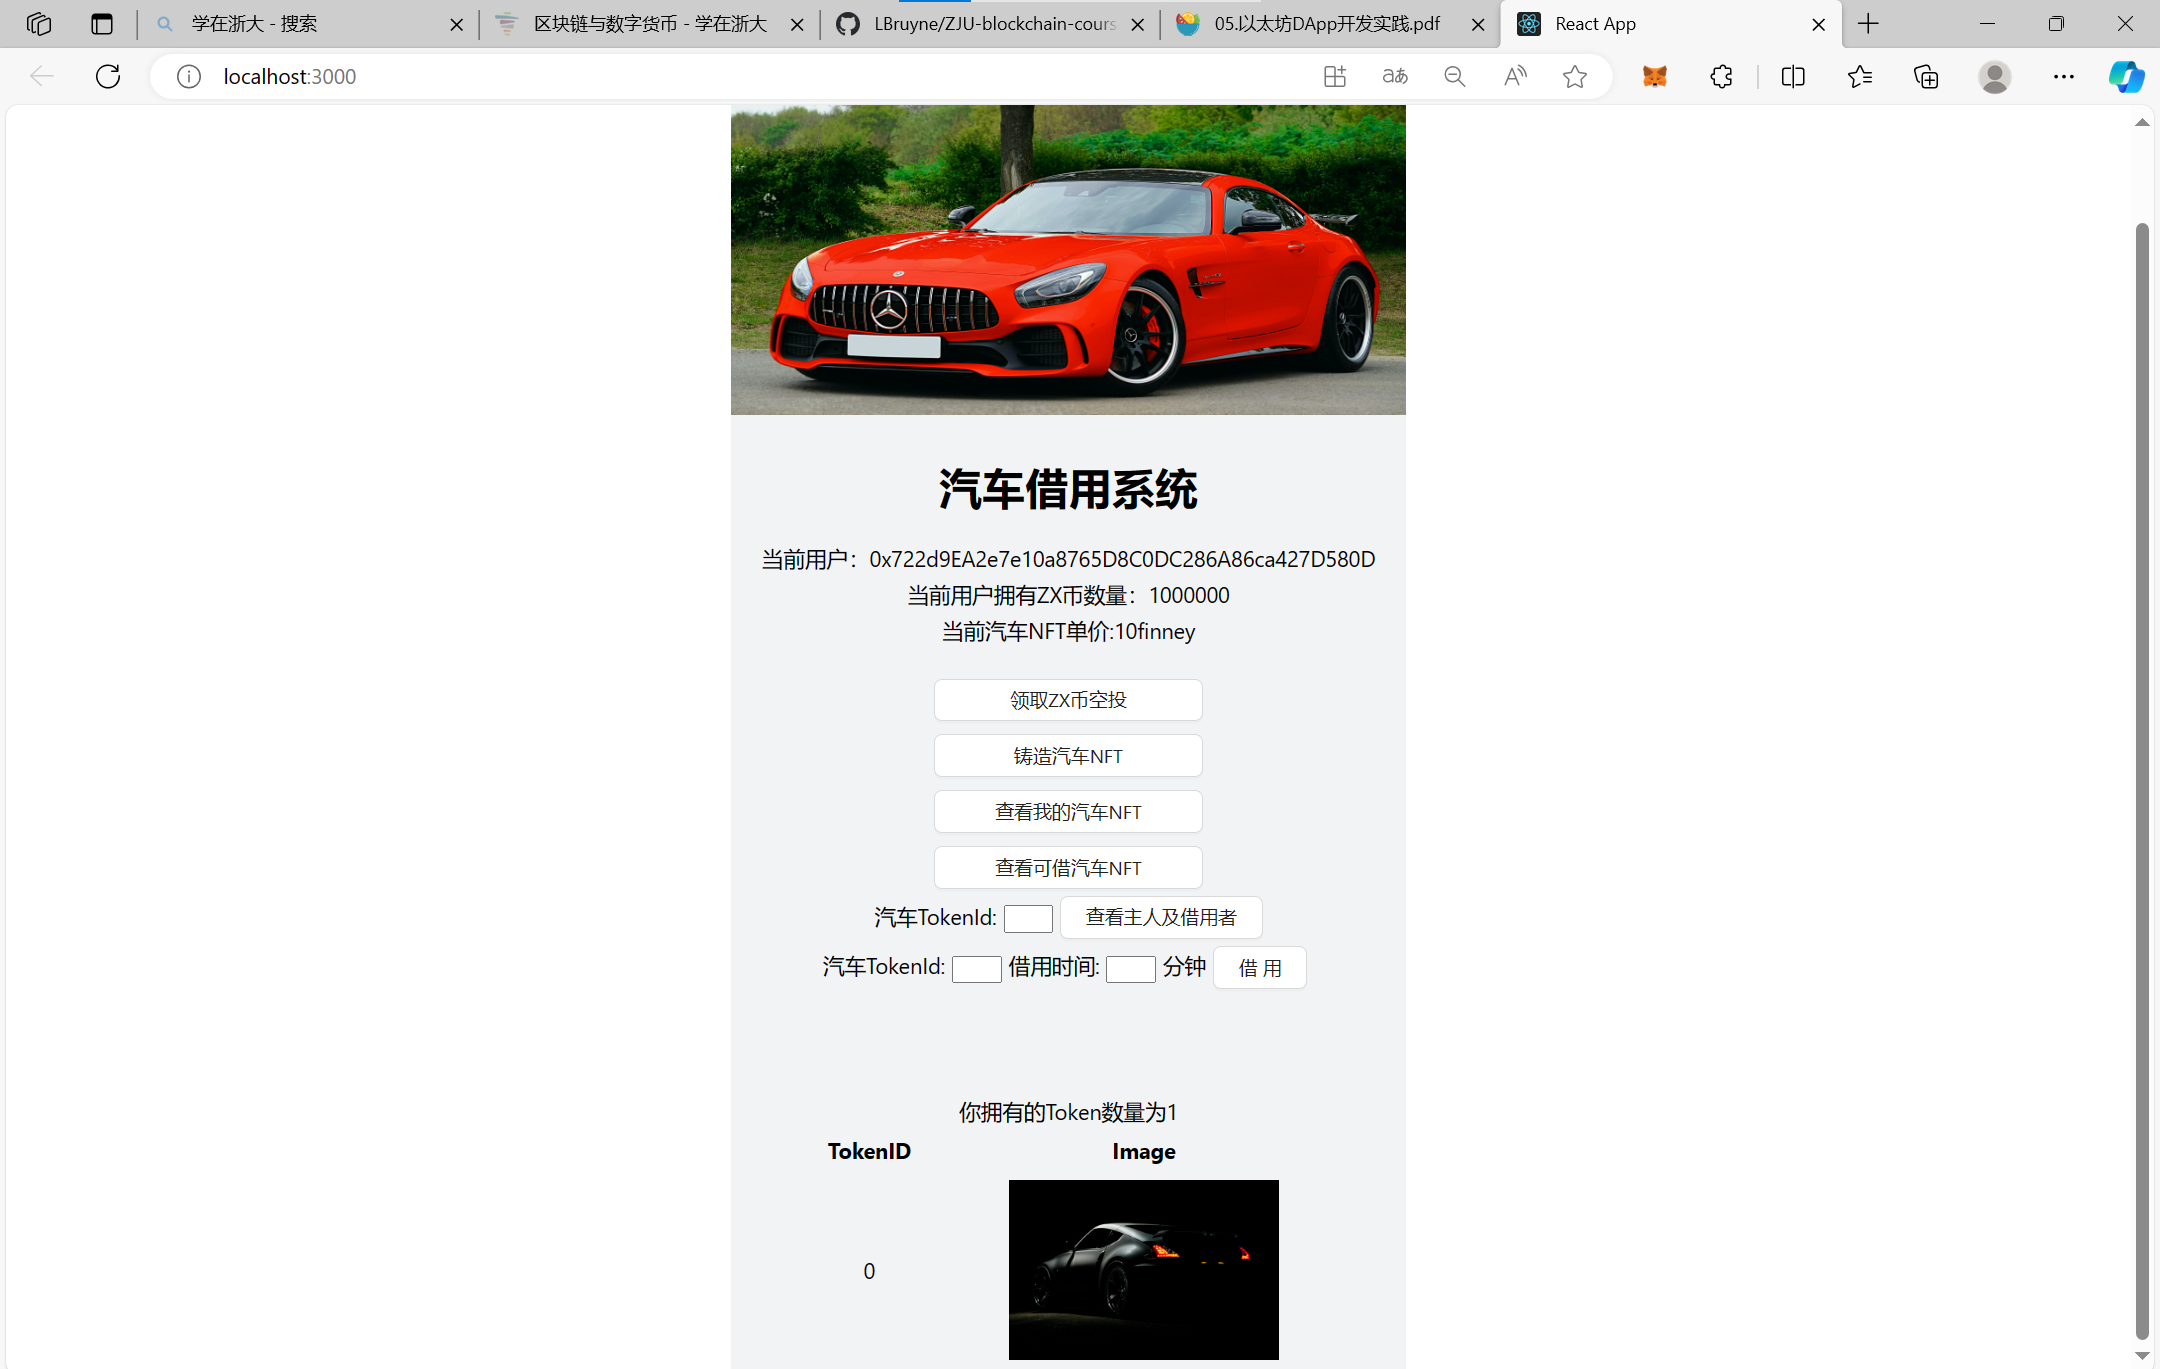 学在浙大 - 搜索
区块链与数字货币 - 学在浙大
LBruyne/ZJU-blockchain-cours
05.以太坊DApp开发实践.pdf
React App
localhost:3000
汽车借用系统
当前用户：0x722d9EA2e7e10a8765D8C0DC286A86ca427D580D
当前用户拥有ZX币数量：1000000
当前汽车NFT单价:10finney
领取ZX币空投
铸造汽车NFT
查看我的汽车NFT
查看可借汽车NFT
汽车TokenId: 查看主人及借用者
汽车TokenId: 借用时间: 分钟 借 用
你拥有的Token数量为1
TokenID Image
0